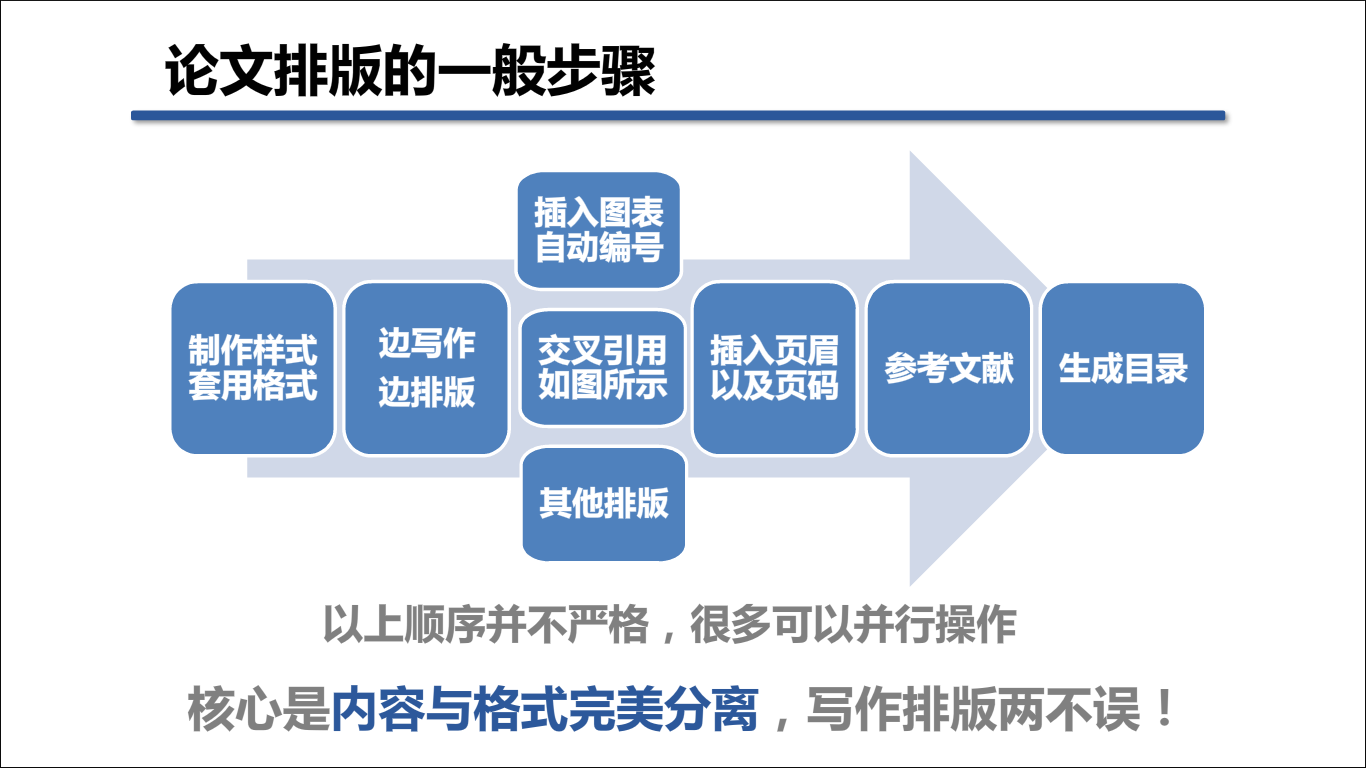 论文排版的一般步骤
制作样式
套用格式
边写作
边排版
插入图表
自动编号
交叉引用
如图所示
其他排版
插入页眉
以及页码
参考文献
生成目录
以上顺序并不严格，很多可以并行操作
核心是内容与格式完美分离，写作排版两不误！